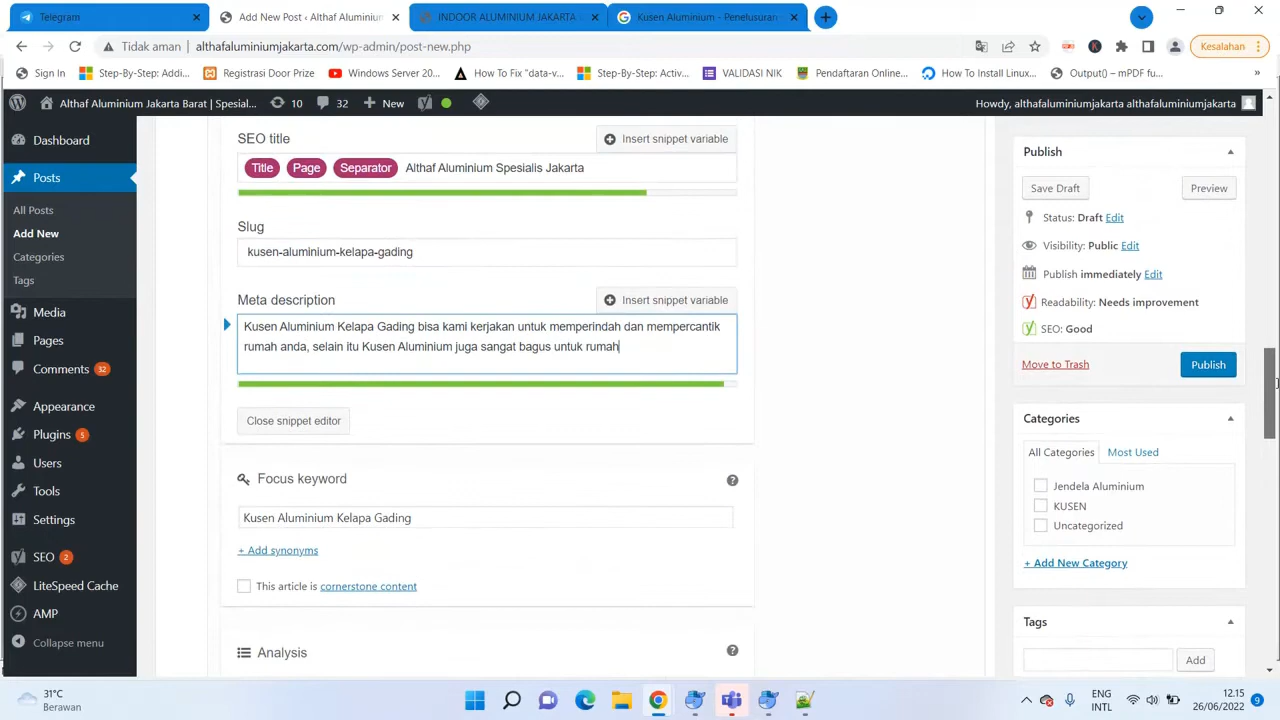 Telegram
Add New Post ‹ Althaf Aluminium
INDOOR ALUMINIUM JAKARTA
Kusen Aluminium - Penelusuran
Tidak aman althafaluminiumjakarta.com/wp-admin/post-new.php
Kesalahan
Sign In
Step-By-Step: Addi...
Registrasi Door Prize
Windows Server 20...
How To Fix "data-v...
Step-By-Step: Activ...
VALIDASI NIK
Pendaftaran Online...
How To Install Linux...
Output() – mPDF fu...
Althaf Aluminium Jakarta Barat | Spesial...
10
32
New
Howdy, althafaluminiumjakarta althafaluminiumjakarta
Dashboard
Posts
All Posts
Add New
Categories
Tags
Media
Pages
Comments 32
Appearance
Plugins 5
Users
Tools
Settings
SEO 2
LiteSpeed Cache
AMP
Collapse menu
SEO title
Insert snippet variable
Title Page Separator Althaf Aluminium Spesialis Jakarta
Slug
kusen-aluminium-kelapa-gading
Meta description
Insert snippet variable
Kusen Aluminium Kelapa Gading bisa kami kerjakan untuk memperindah dan mempercantik
rumah anda, selain itu Kusen Aluminium juga sangat bagus untuk rumah
Close snippet editor
Focus keyword
Kusen Aluminium Kelapa Gading
+ Add synonyms
This article is cornerstone content
Analysis
Publish
Save Draft
Preview
Status: Draft Edit
Visibility: Public Edit
Publish immediately Edit
Readability: Needs improvement
SEO: Good
Move to Trash
Publish
Categories
All Categories
Most Used
Jendela Aluminium
KUSEN
Uncategorized
+ Add New Category
Tags
Add
31°C
Berawan
ENG
INTL
12.15
26/06/2022
9